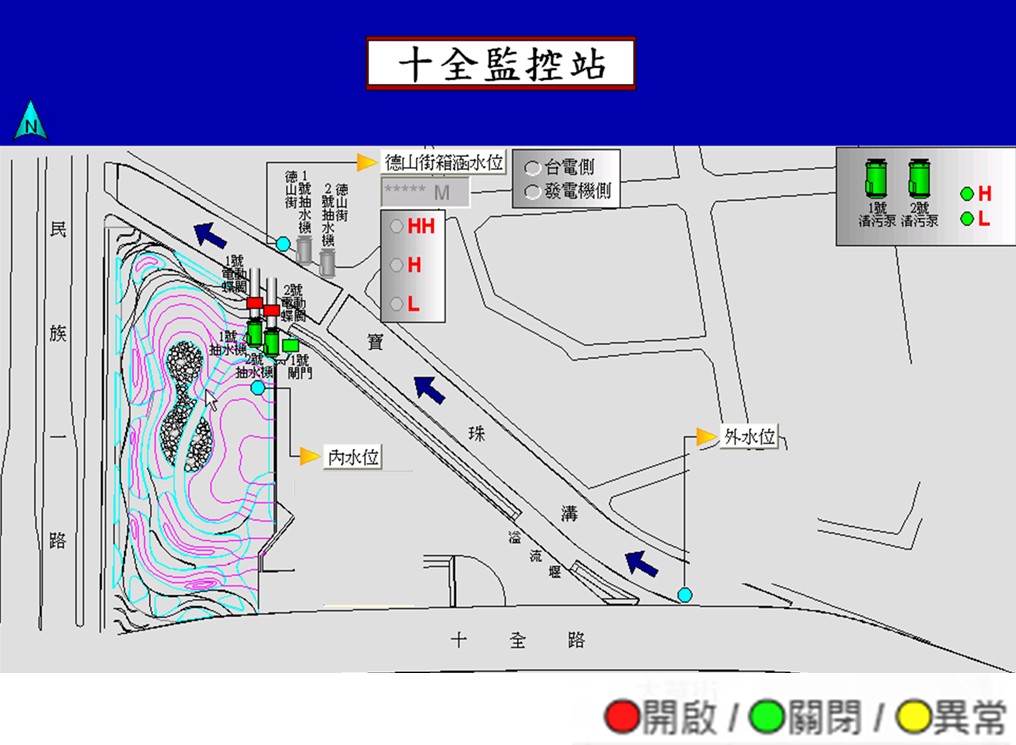 十全監控站
N
德山街箱涵水位
***** M
HH
H
L
台電側
發電機側
1號
清污泵
2號
清污泵
H
L
德山街
1號抽水機
2號抽水機
德山街
1號
電動
蝶閥
2號
電動
蝶閥
1號
抽水機
2號
抽水機
1號
閘門
內水位
外水位
民族一路
寶珠溝
溢流堰
十全路
開啟 / 關閉 / 異常